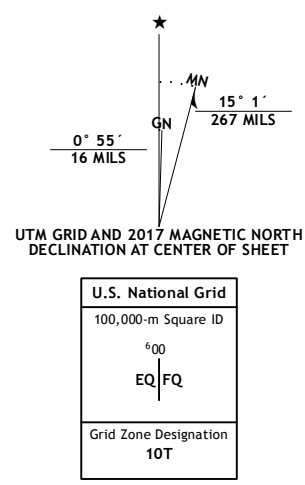 ★
MN
GN
15° 1´
267 MILS
0° 55´
16 MILS
UTM GRID AND 2017 MAGNETIC NORTH
DECLINATION AT CENTER OF SHEET
U.S. National Grid
100,000-m Square ID
⁶00
EQ FQ
Grid Zone Designation
10T